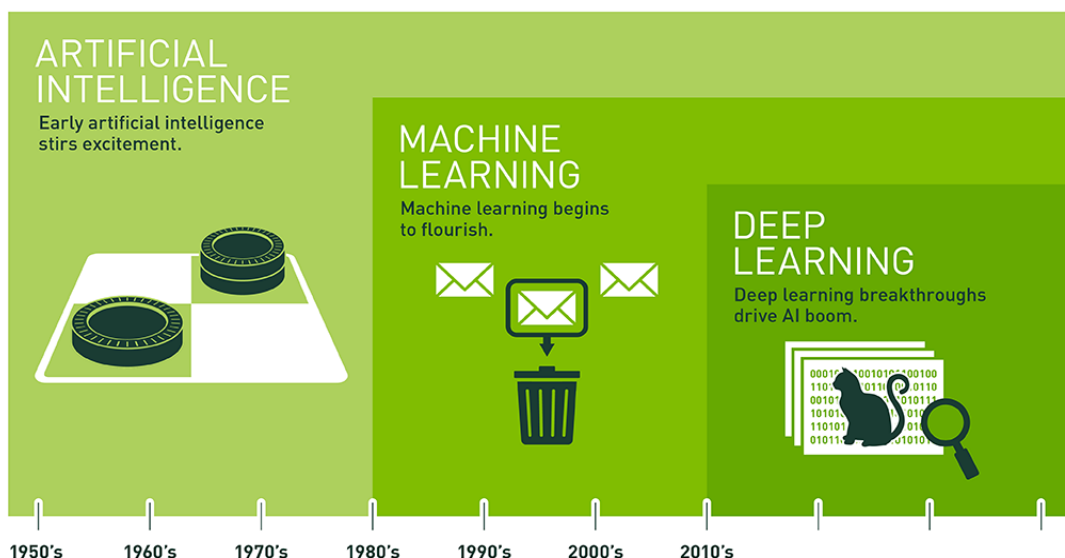 ARTIFICIAL
INTELLIGENCE
Early artificial intelligence
stirs excitement.
MACHINE
LEARNING
Machine learning begins
to flourish.
DEEP
LEARNING
Deep learning breakthroughs
drive AI boom.
1950's 1960's 1970's 1980's 1990's 2000's 2010's